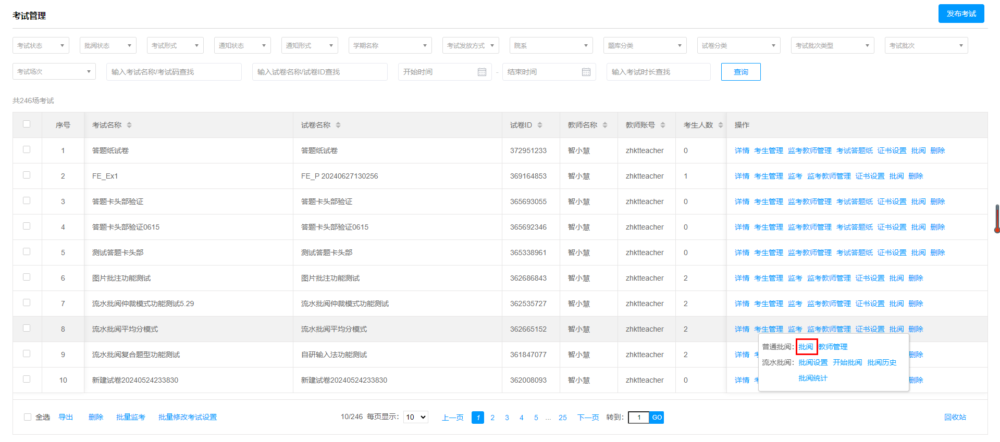 考试管理
发布考试
考试状态 批阅状态 考试形式 通知状态 通知形式 学期名称 考试发放方式 院系 题库分类 试卷分类 考试批次类型 考试批次
考试场次 输入考试名称/考试码查找 输入试卷名称/试卷ID查找 开始时间 - 结束时间 输入考试时长查找 查询
共246场考试
序号 考试名称 试卷名称 试卷ID 教师名称 教师账号 考生人数 操作
1 答题纸试卷 答题纸试卷 372951233 智小慧 zhktteacher 0 详情 考生管理 监考教师管理 考试答题纸 证书设置 批阅 删除
2 FE_Ex1 FE_P 20240627130256 369164853 智小慧 zhktteacher 1 详情 考生管理 监考 监考教师管理 证书设置 批阅 删除
3 答题卡头部验证 答题卡头部验证 365693055 智小慧 zhktteacher 0 详情 考生管理 监考教师管理 考试答题纸 证书设置 批阅 删除
4 答题卡头部验证0615 答题卡头部验证0615 365692346 智小慧 zhktteacher 0 详情 考生管理 监考教师管理 考试答题纸 证书设置 批阅 删除
5 测试答题卡头部 测试答题卡头部 365338961 智小慧 zhktteacher 0 详情 考生管理 监考教师管理 考试答题纸 证书设置 批阅 删除
6 图片批注功能测试 图片批注功能测试 362686843 智小慧 zhktteacher 2 详情 考生管理 监考 监考教师管理 证书设置 批阅 删除
7 流水批阅仲裁模式功能测试5.29 流水批阅仲裁模式功能测试 362535727 智小慧 zhktteacher 2 详情 考生管理 监考 监考教师管理 证书设置 批阅 删除
8 流水批阅平均分模式 流水批阅平均分模式 362665152 智小慧 zhktteacher 2 详情 考生管理 监考 监考教师管理 证书设置 批阅 删除
普通批阅： 批阅 教师管理
9 流水批阅复合题型功能测试 自研输入法功能测试 361847077 智小慧 zhktteacher 2 详情 删除
流水批阅： 批阅设置 开始批阅 批阅历史
批阅统计
10 新建试卷20240524233830 新建试卷20240524233830 362008093 智小慧 zhktteacher 0 详情 删除
全选 导出 删除 批量监考 批量修改考试设置 10/246 每页显示： 10 上一页 1 2 3 4 5 ... 25 下一页 转到： 1 GO 回收站